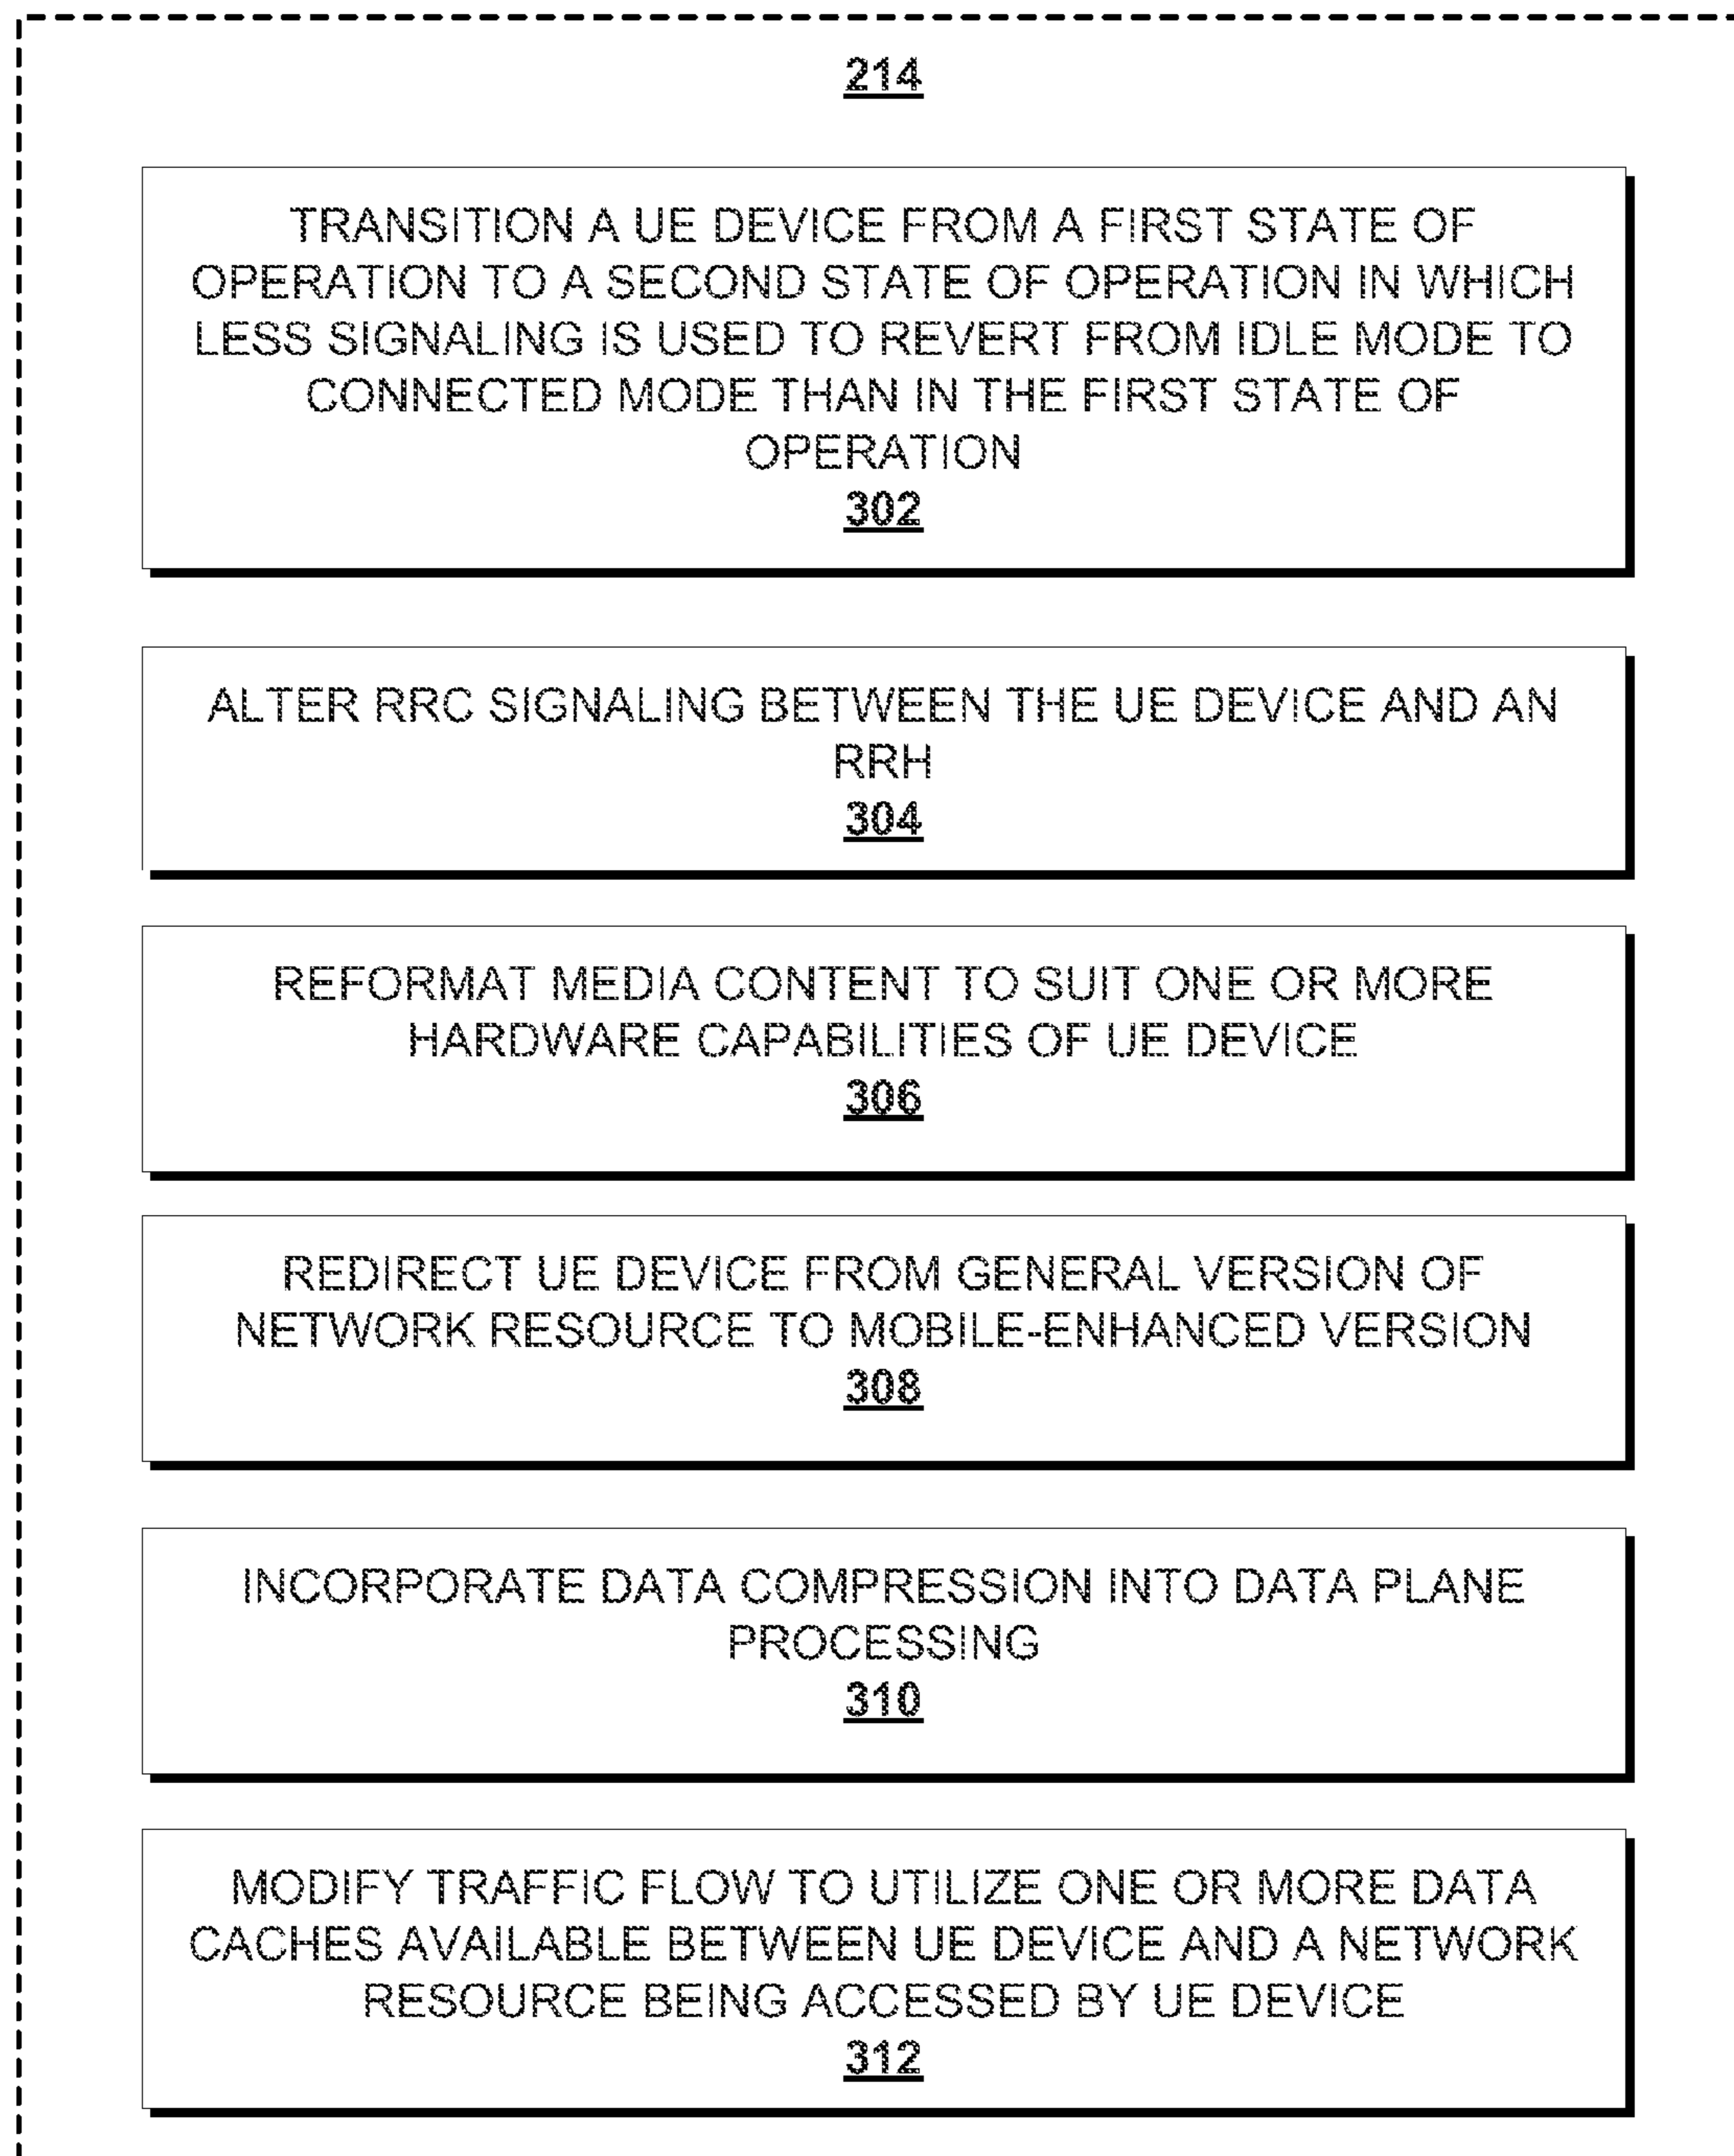 214
TRANSITION A UE DEVICE FROM A FIRST STATE OF
OPERATION TO A SECOND STATE OF OPERATION IN WHICH
LESS SIGNALING IS USED TO REVERT FROM IDLE MODE TO
CONNECTED MODE THAN IN THE FIRST STATE OF
OPERATION
302
ALTER RRC SIGNALING BETWEEN THE UE DEVICE AND AN
RRH
304
REFORMAT MEDIA CONTENT TO SUIT ONE OR MORE
HARDWARE CAPABILITIES OF UE DEVICE
306
REDIRECT UE DEVICE FROM GENERAL VERSION OF
NETWORK RESOURCE TO MOBILE-ENHANCED VERSION
308
INCORPORATE DATA COMPRESSION INTO DATA PLANE
PROCESSING
310
MODIFY TRAFFIC FLOW TO UTILIZE ONE OR MORE DATA
CACHES AVAILABLE BETWEEN UE DEVICE AND A NETWORK
RESOURCE BEING ACCESSED BY UE DEVICE
312